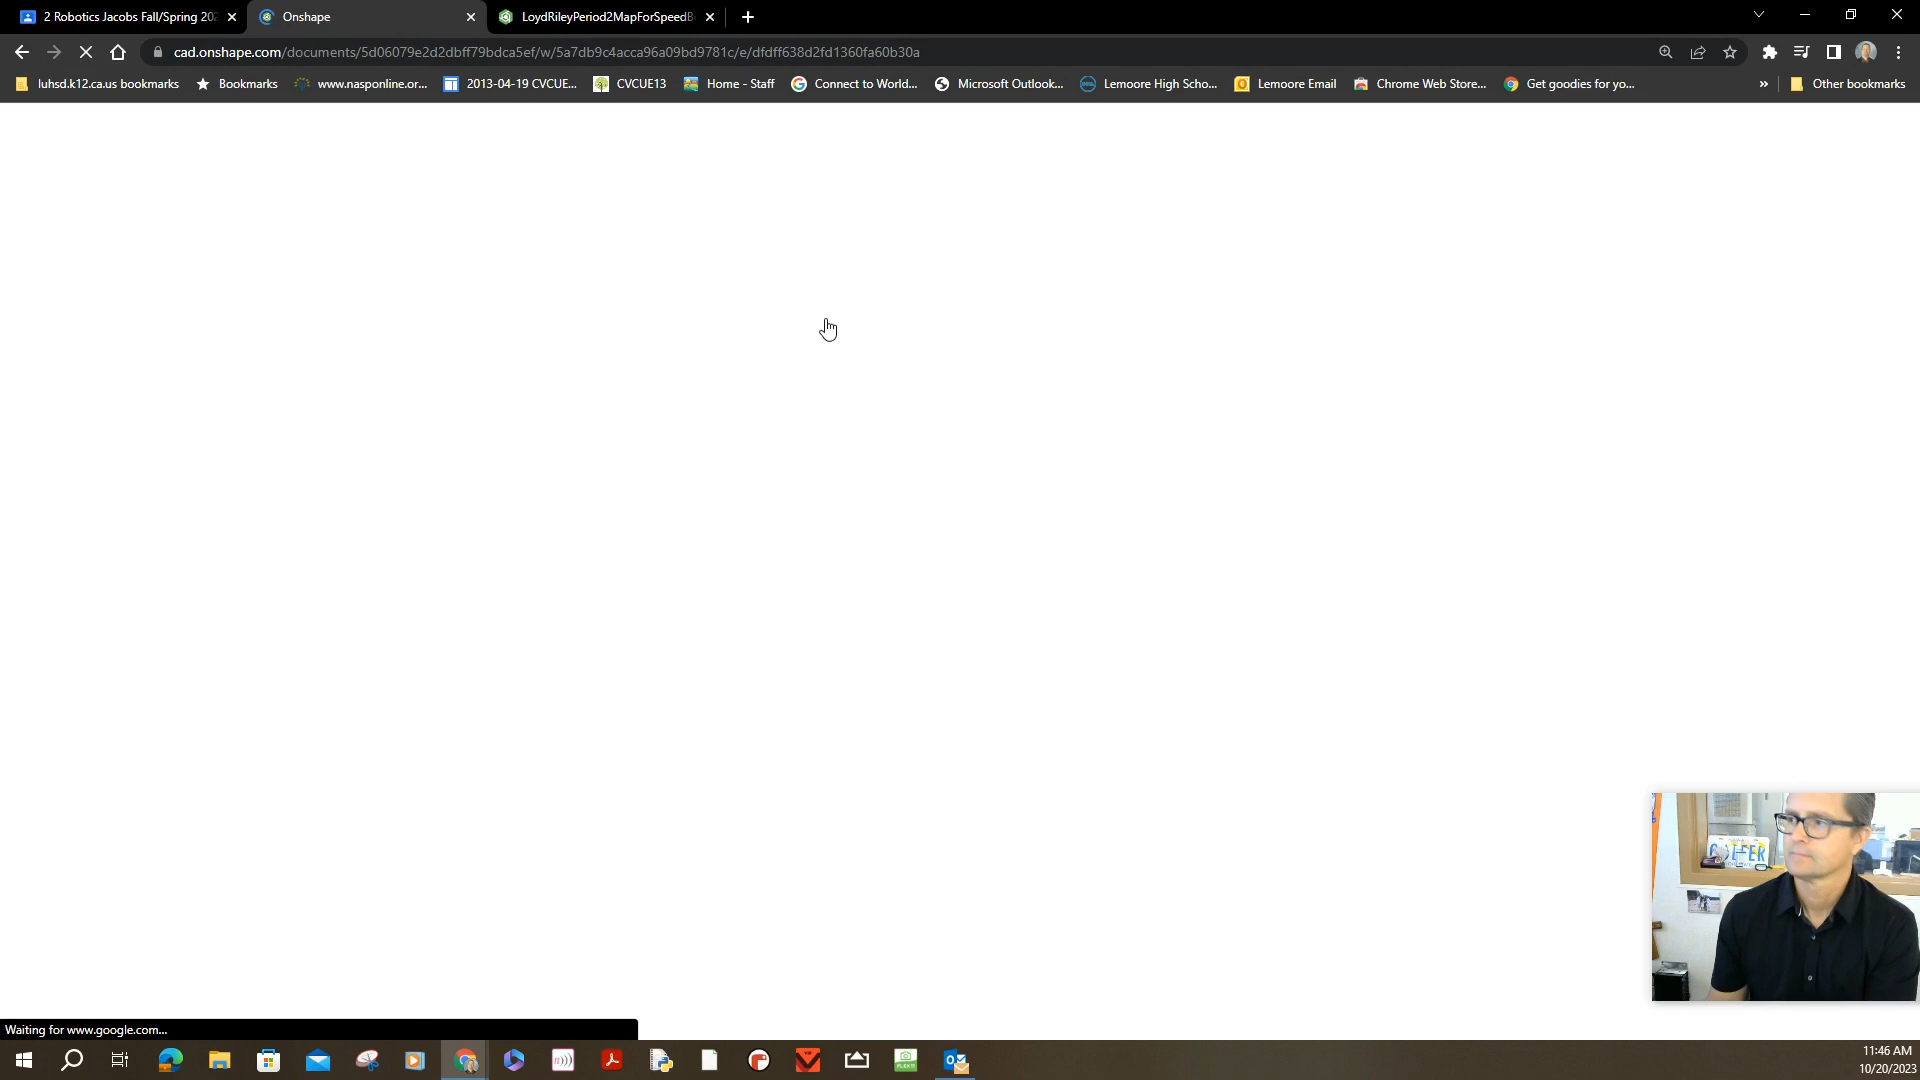 2 Robotics Jacobs Fall/Spring 202
Onshape
LoydRileyPeriod2MapForSpeedB
cad.onshape.com/documents/5d06079e2d2dbff79bdca5ef/w/5a7db9c4acca96a09bd9781c/e/dfdff638d2fd1360fa60b30a
luhsd.k12.ca.us bookmarks
Bookmarks
www.nasponline.or...
2013-04-19 CVCUE...
CVCUE13
Home - Staff
Connect to World...
Microsoft Outlook...
Lemoore High Scho...
Lemoore Email
Chrome Web Store...
Get goodies for yo...
»
Other bookmarks
Waiting for www.google.com...
11:46 AM
10/20/2023